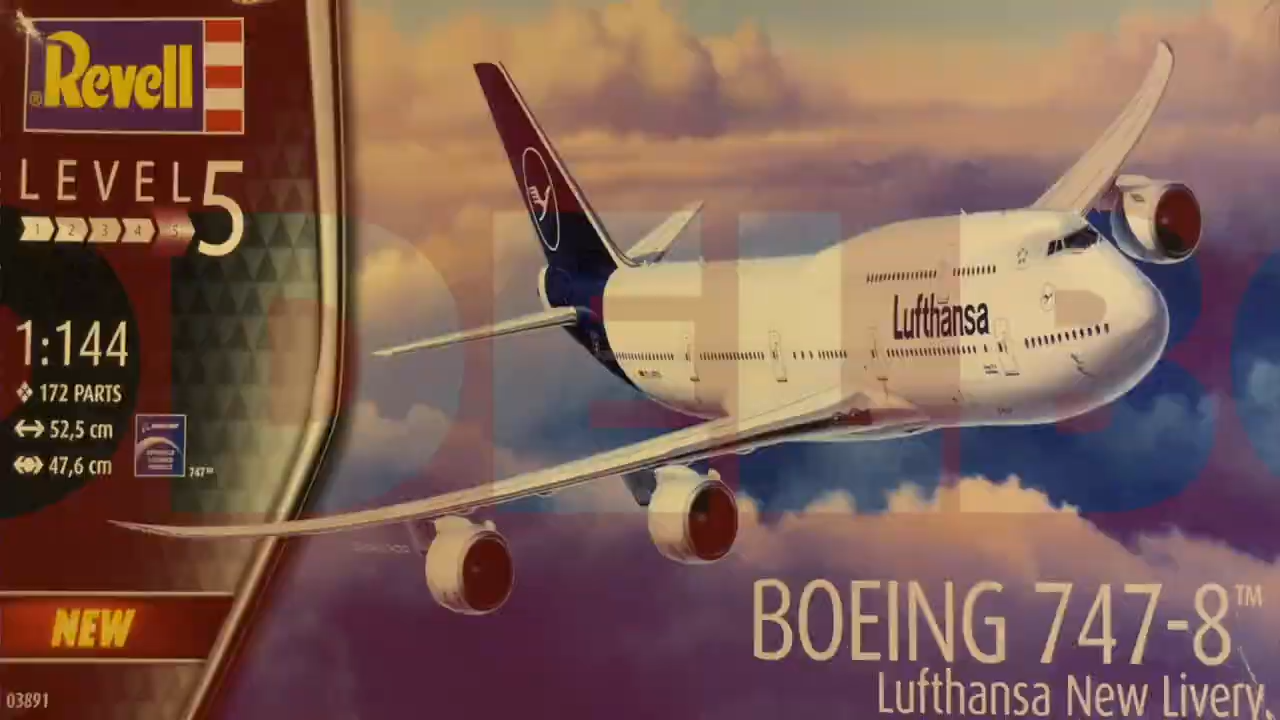 Revell
®
LEVEL 5
1 2 3 4 5
1:144
172 PARTS
52,5 cm
47,6 cm
747™
NEW
03891
Lufthansa
BOEING 747-8™
Lufthansa New Livery